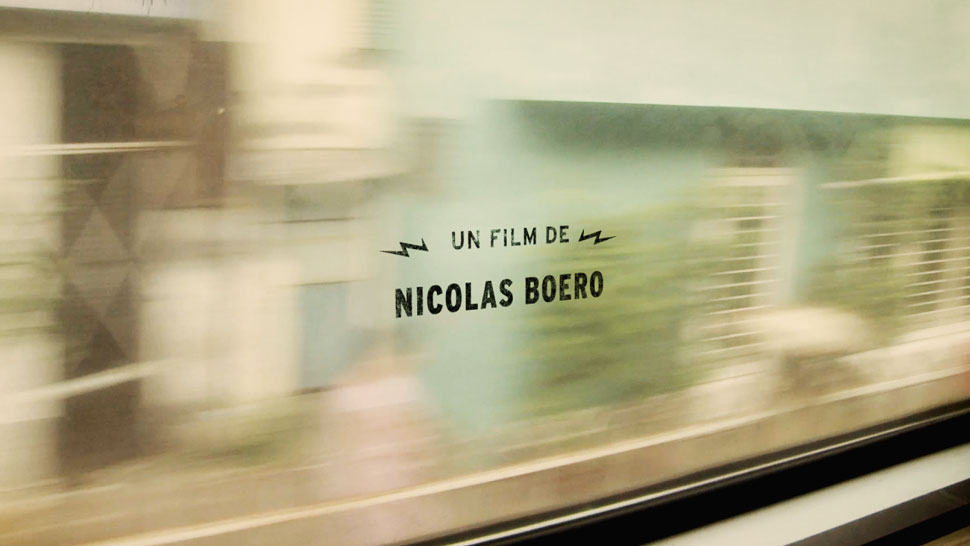 UN FILM DE
NICOLAS BOERO